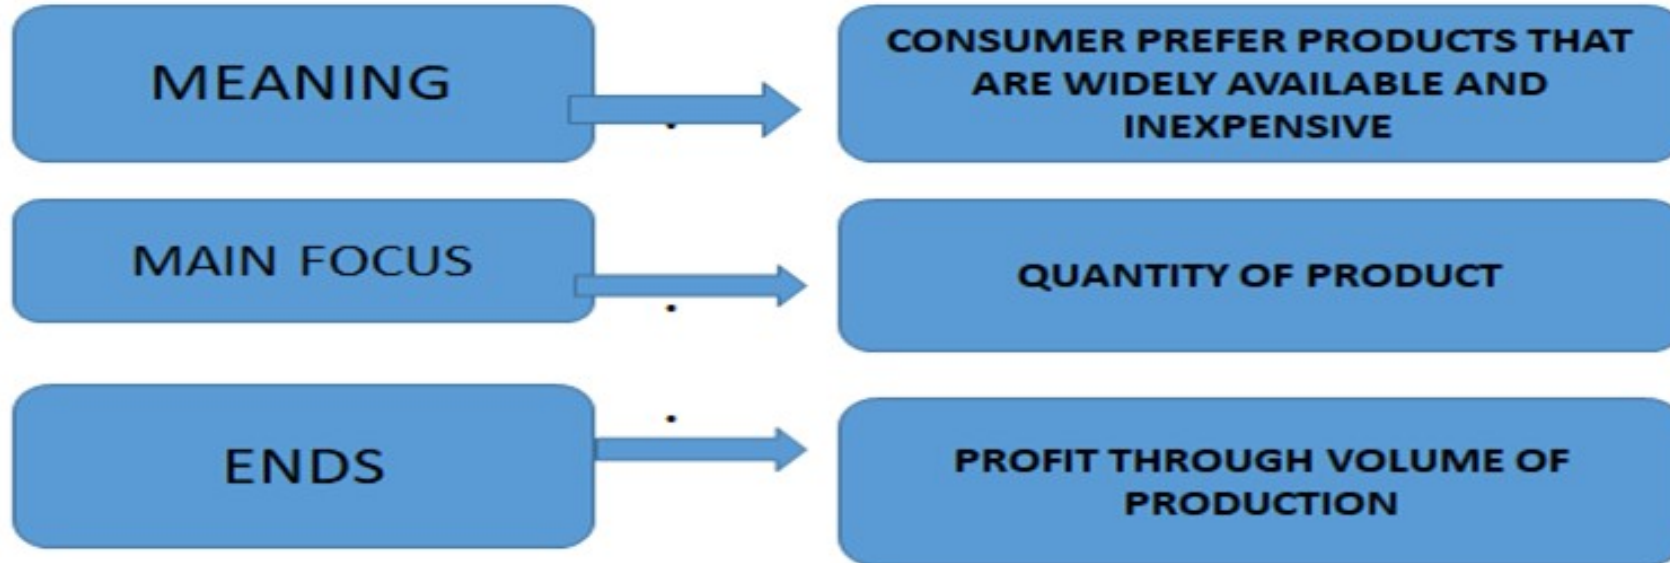 MEANING
CONSUMER PREFER PRODUCTS THAT
ARE WIDELY AVAILABLE AND
INEXPENSIVE
MAIN FOCUS
QUANTITY OF PRODUCT
ENDS
PROFIT THROUGH VOLUME OF
PRODUCTION